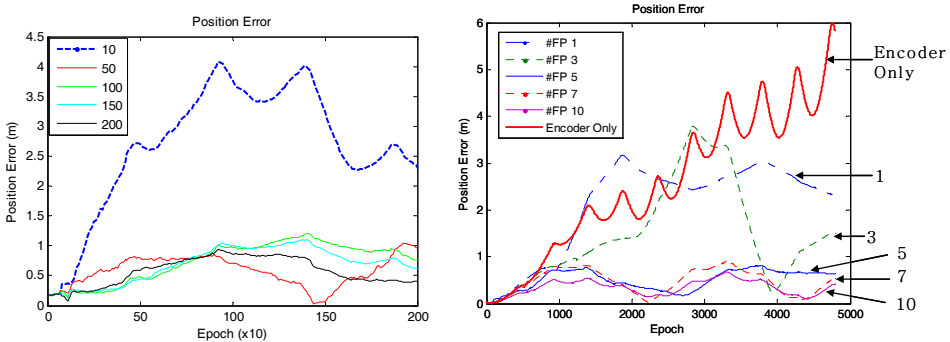 Position Error
4.5
4
3.5
3
2.5
2
1.5
1
0.5
0
0
50
100
150
200
10
50
100
150
200
Position Error (m)
Epoch (x10)
Position Error
6
5
4
3
2
1
0
0
1000
2000
3000
4000
5000
#FP 1
#FP 3
#FP 5
#FP 7
#FP 10
Encoder Only
Position Error (m)
Epoch
Encoder
Only
1
3
5
7
10